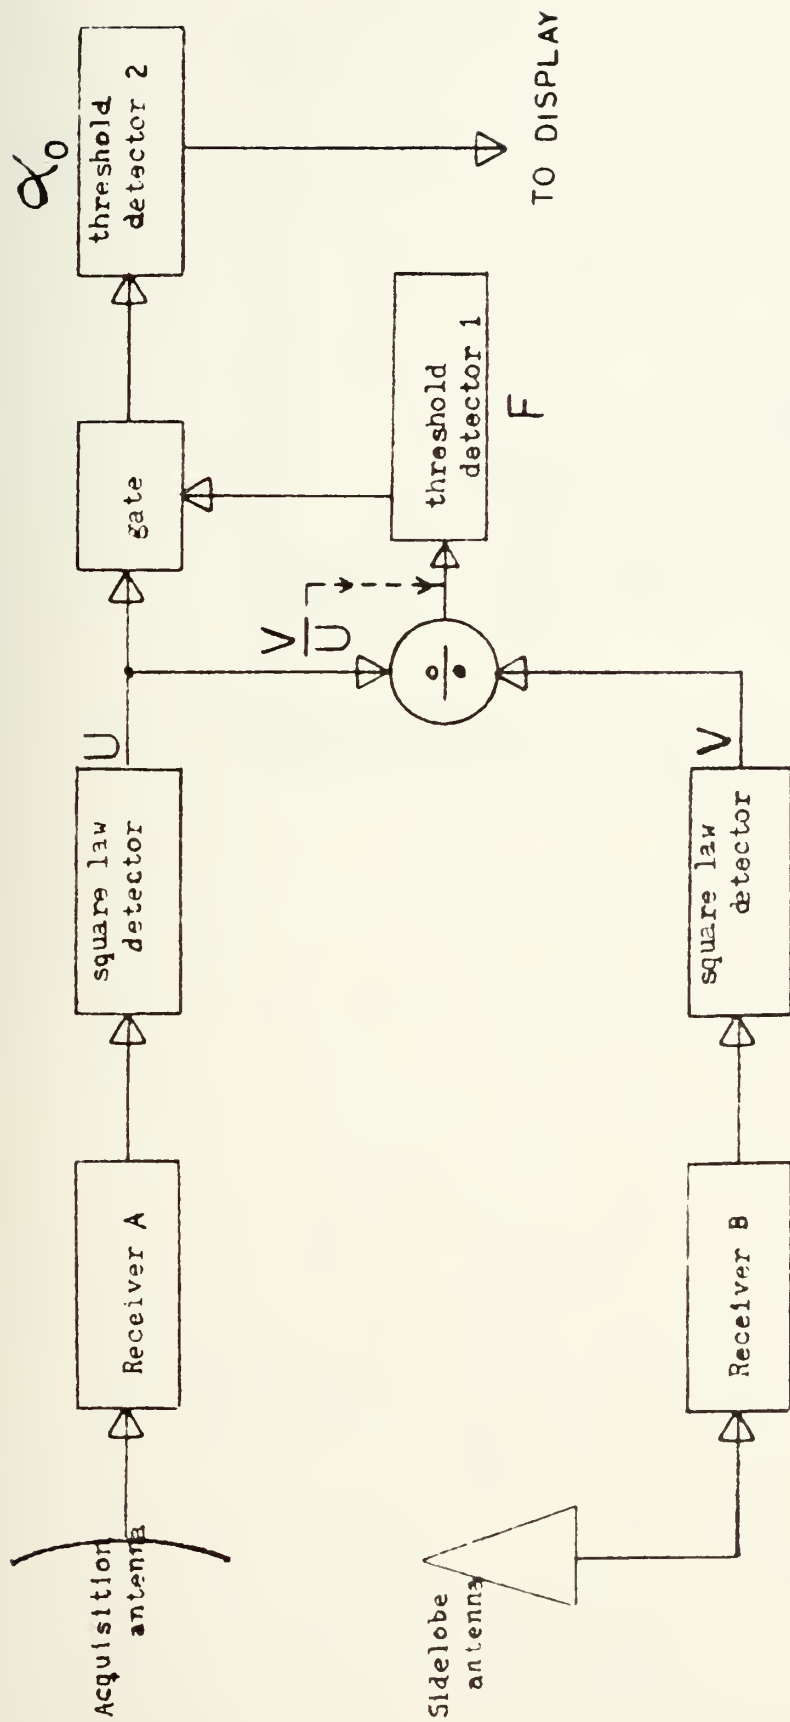 Acquisition
antenna
Receiver A
square law
detector
U
gate
α₀
threshold
detector 2
TO DISPLAY
V
U
threshold
detector 1
F
Sidelobe
antenna
Receiver B
square law
detector
V